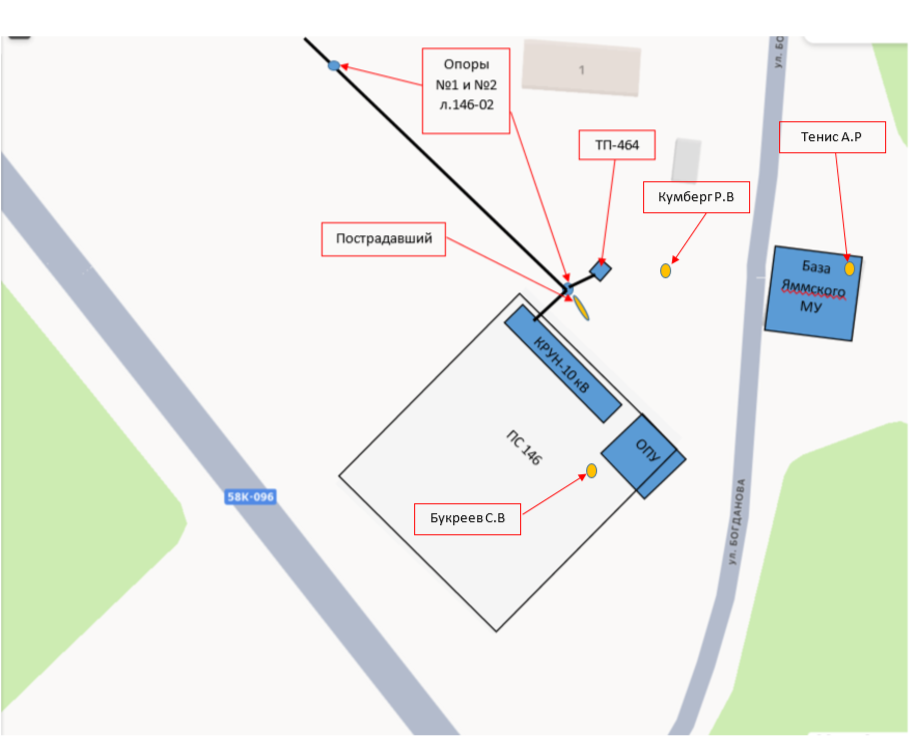 ул. БО
Опоры
№1 и №2
л.146-02
1
ТП-464
Тенис А.Р
Кумберг Р.В
Пострадавший
База
Яммского
МУ
КРУН-10 кВ
ПС 146
ОПУ
58К-096
Букреев С.В
ул. БОГДАНОВА